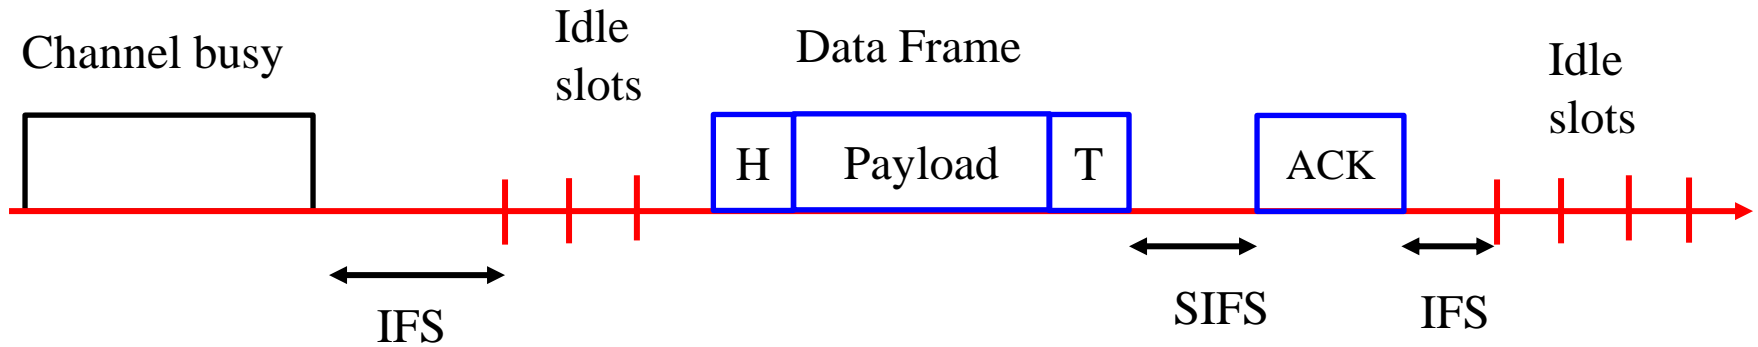 Channel busy
Idle
slots
Data Frame
Idle
slots
H
Payload
T
ACK
IFS
SIFS
IFS